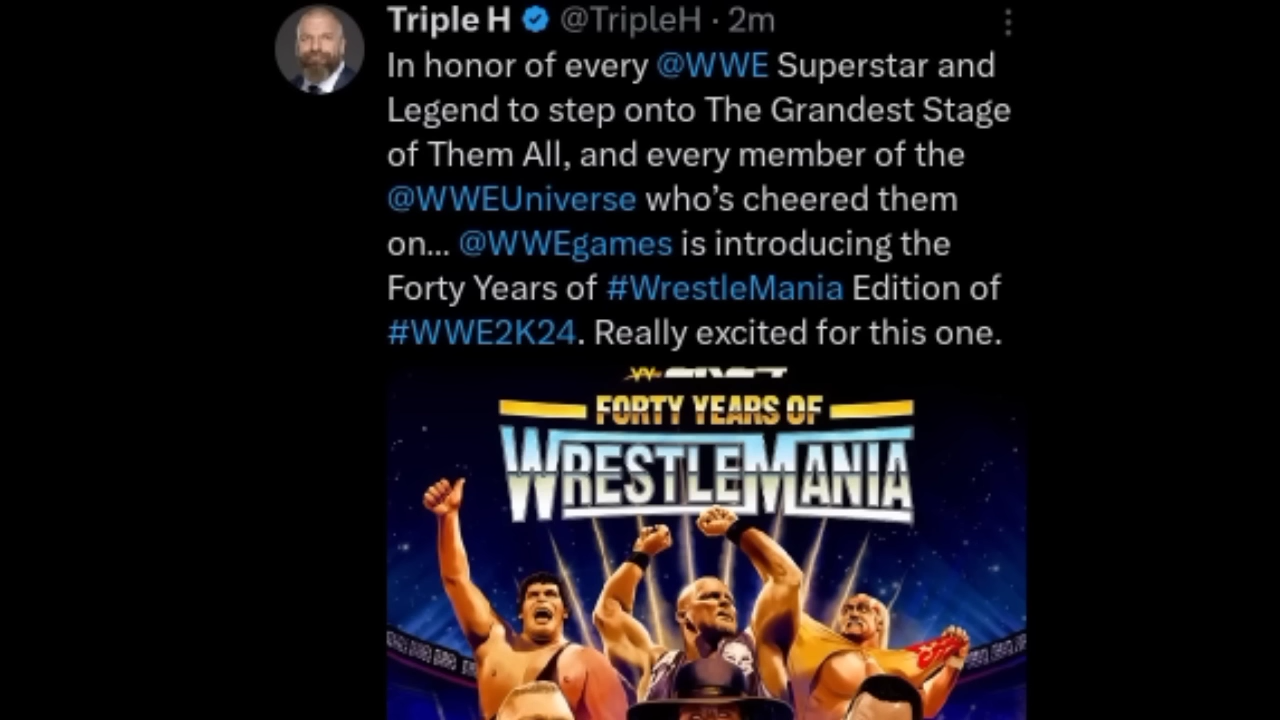 Triple H @TripleH · 2m
In honor of every @WWE Superstar and
Legend to step onto The Grandest Stage
of Them All, and every member of the
@WWEUniverse who’s cheered them
on... @WWEgames is introducing the
Forty Years of #WrestleMania Edition of
#WWE2K24. Really excited for this one.
FORTY YEARS OF
WRESTLEMANIA